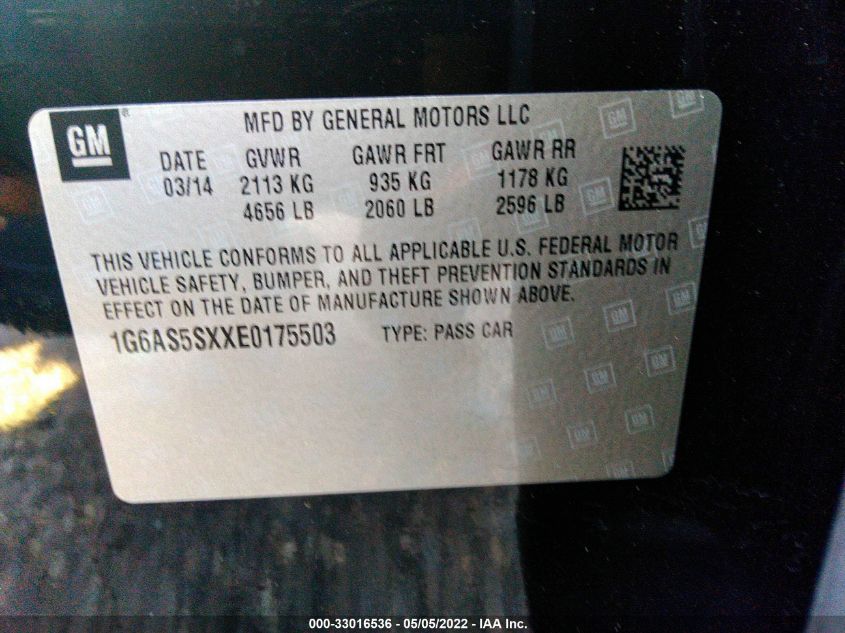 GM ®
MFD BY GENERAL MOTORS LLC
DATE GVWR GAWR FRT GAWR RR
03/14 2113 KG 935 KG 1178 KG
4656 LB 2060 LB 2596 LB
THIS VEHICLE CONFORMS TO ALL APPLICABLE U.S. FEDERAL MOTOR
VEHICLE SAFETY, BUMPER, AND THEFT PREVENTION STANDARDS IN
EFFECT ON THE DATE OF MANUFACTURE SHOWN ABOVE.
1G6AS5SXXE0175503 TYPE: PASS CAR
000-33016536 - 05/05/2022 - IAA Inc.